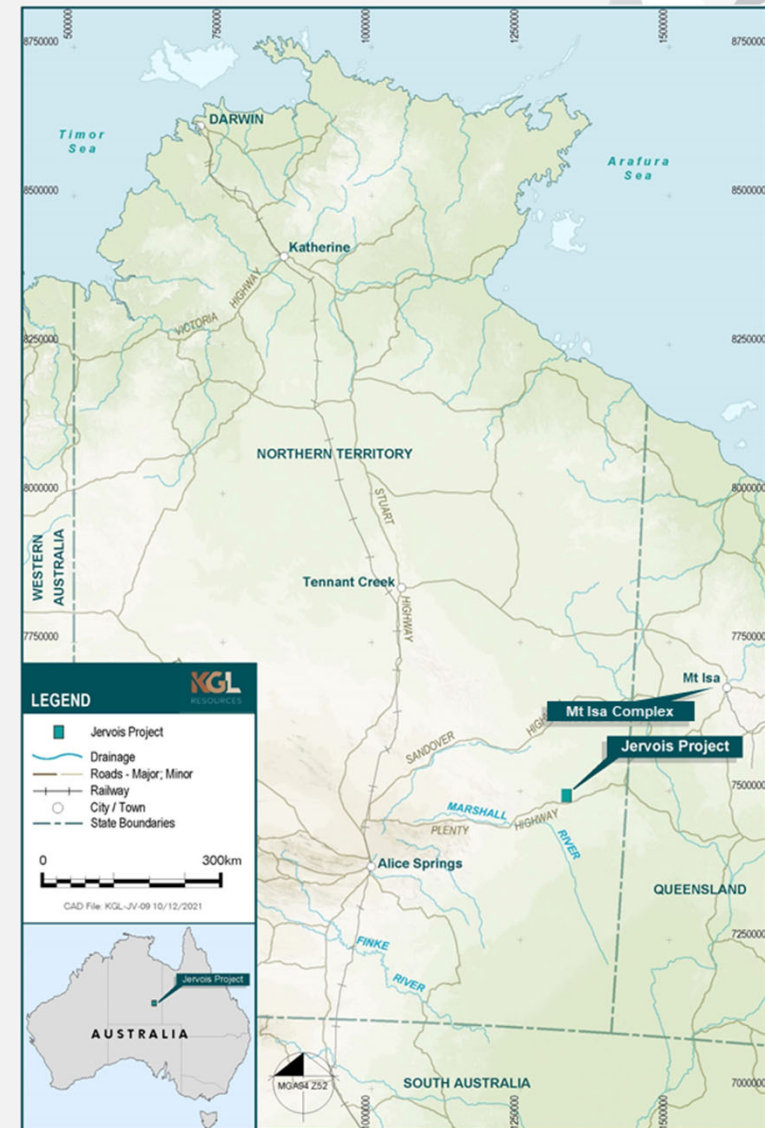 500000
750000
1000000
1250000
1500000
8750000
8750000
DARWIN
Timor
Sea
Arafura
Sea
8500000
8500000
Katherine
VICTORIA
HIGHWAY
8250000
8250000
NORTHERN TERRITORY
8000000
8000000
STUART
WESTERN
AUSTRALIA
Tennant Creek
HIGHWAY
7750000
7750000
Mt Isa
Mt Isa Complex
SANDOVER
Jervois Project
7500000
MARSHALL
PLENTY
HIGHWAY
RIVER
Alice Springs
QUEENSLAND
7250000
FINKE
RIVER
SOUTH AUSTRALIA
7000000
1000000
1250000
1500000
KGL
RESOURCES
LEGEND
Jervois Project
Drainage
Roads - Major; Minor
Railway
City / Town
State Boundaries
0 300km
CAD File: KGL-JV-09 10/12/2021
Jervois Project
AUSTRALIA
MGA94 Z52